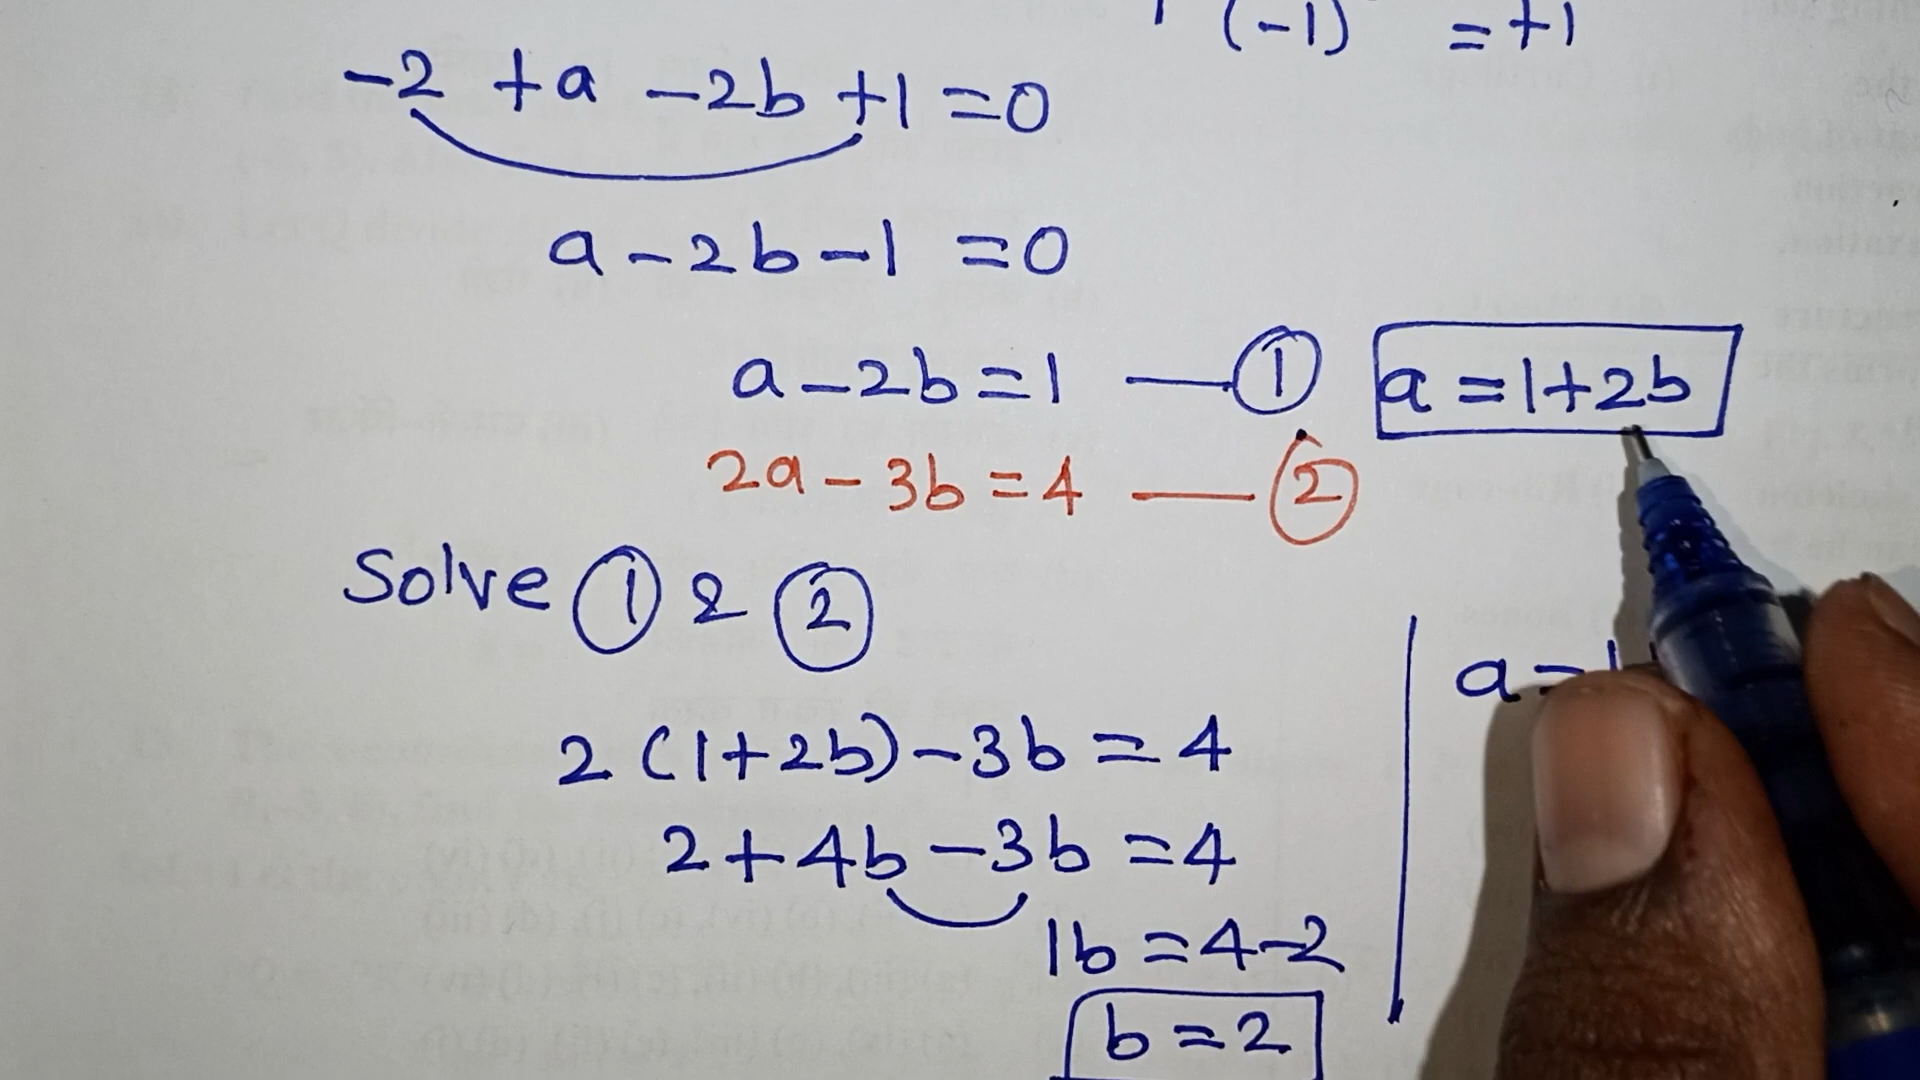 (-1) = +1
-2 + a - 2b + 1 = 0
a - 2b - 1 = 0
a - 2b = 1 — ① a = 1 + 2b
2a - 3b = 4 — ②
Solve ① & ②
a = 1
2 (1 + 2b) - 3b = 4
2 + 4b - 3b = 4
1b = 4 - 2
b = 2